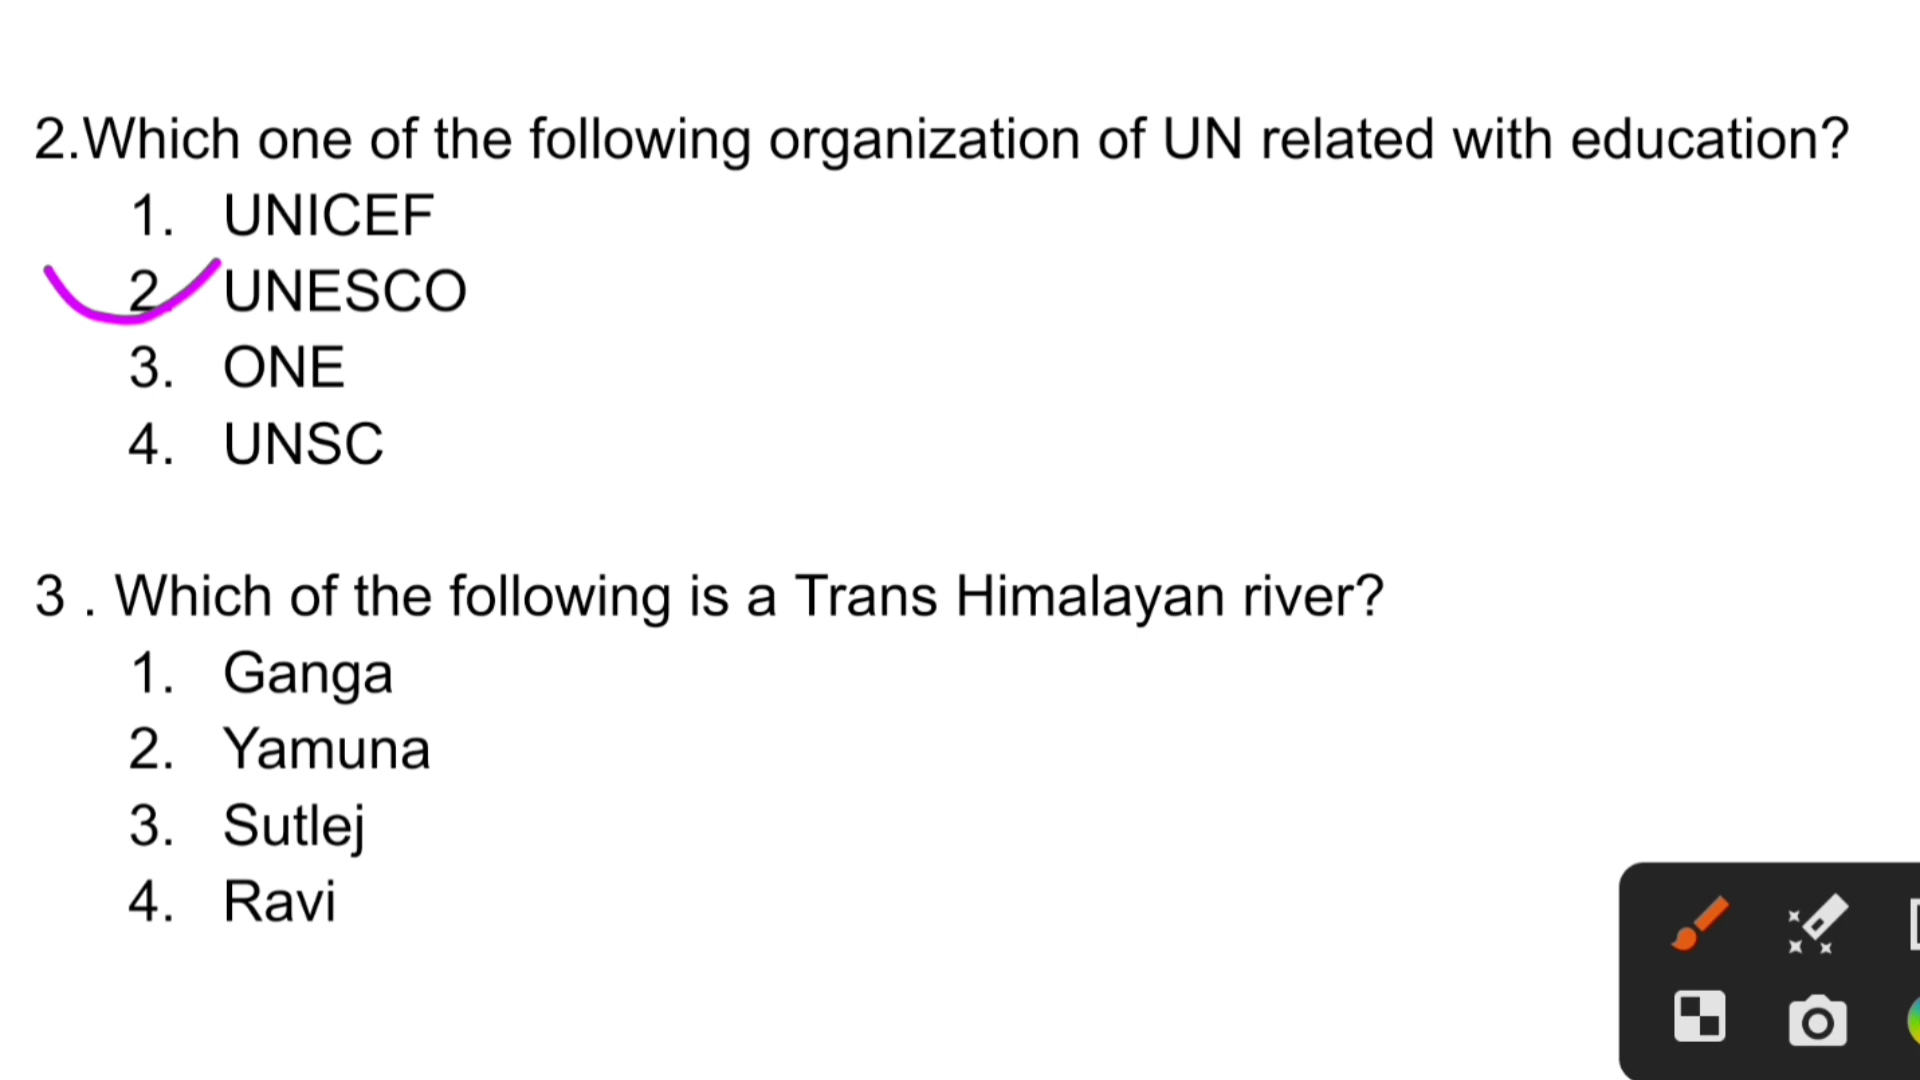 2.Which one of the following organization of UN related with education?
1. UNICEF
2. UNESCO
3. ONE
4. UNSC
3 . Which of the following is a Trans Himalayan river?
1. Ganga
2. Yamuna
3. Sutlej
4. Ravi